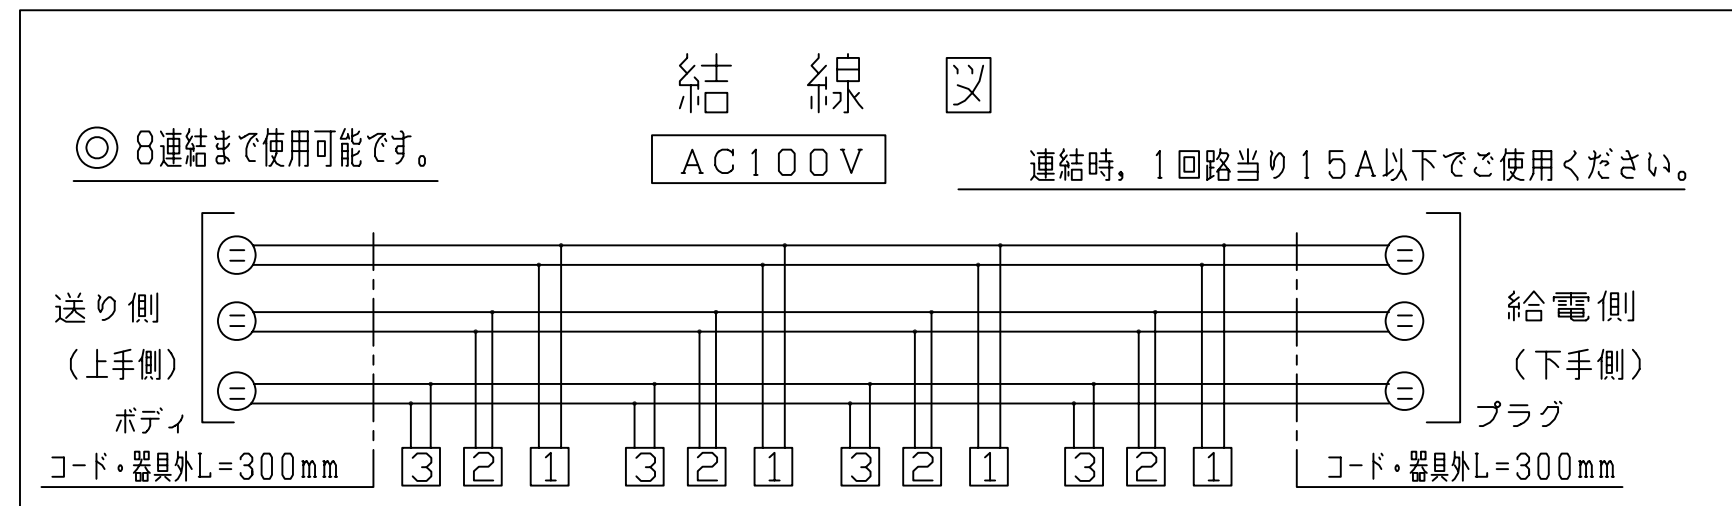 結線図
◎ 8連結まで使用可能です。
AC100V
連結時，1回路当り15A以下でご使用ください。
送り側
（上手側）
ボディ
コード・器具外L=300mm
給電側
（下手側）
プラグ
コード・器具外L=300mm
3 2 1 3 2 1 3 2 1 3 2 1